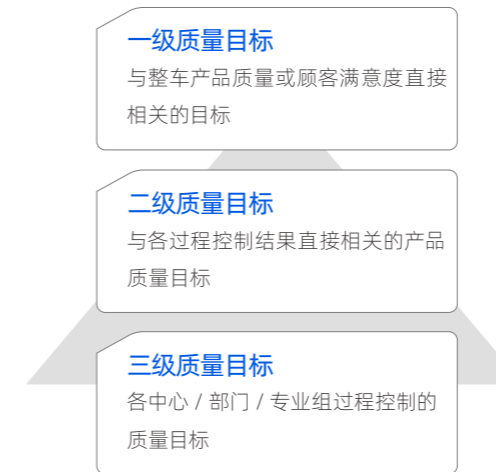 一级质量目标
与整车产品质量或顾客满意度直接
相关的目标
二级质量目标
与各过程控制结果直接相关的产品
质量目标
三级质量目标
各中心 / 部门 / 专业组过程控制的
质量目标